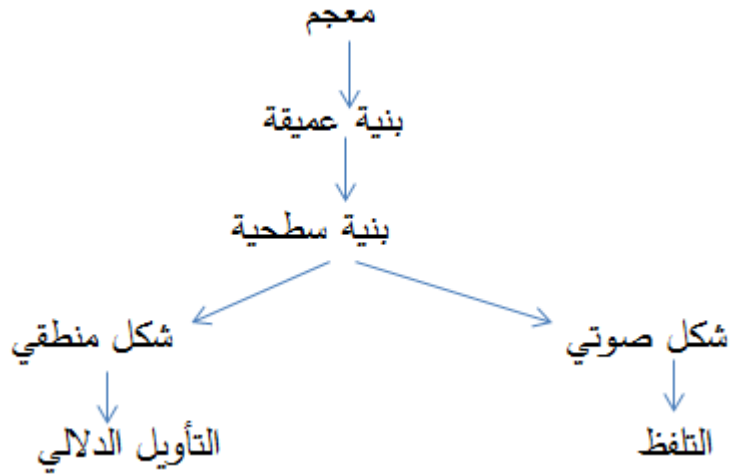 معجم
بنية عميقة
بنية سطحية
شكل صوتي
شكل منطقي
التلفظ
التأويل الدلالي